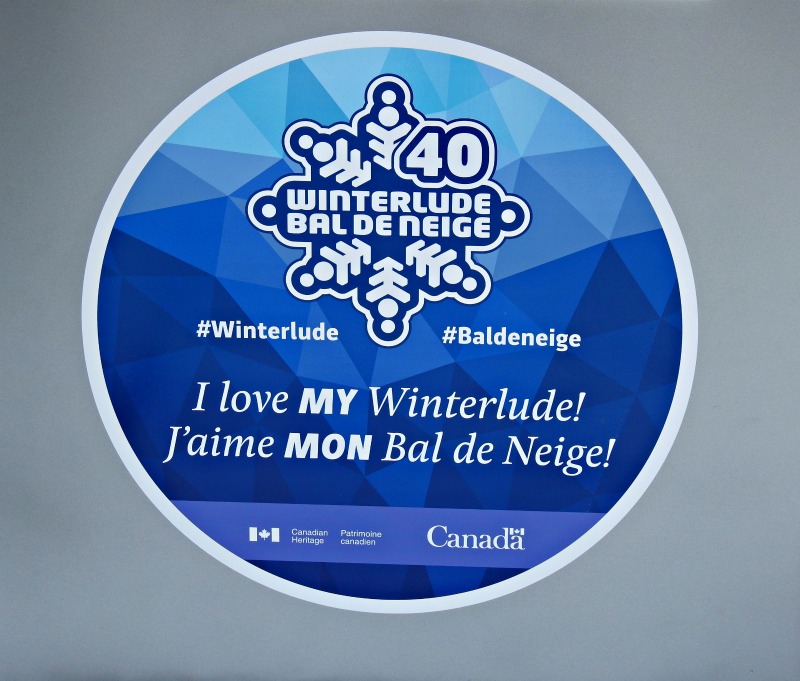 40
WINTERLUDE
BAL DE NEIGE
#Winterlude #Baldeneige
I love MY Winterlude!
J'aime MON Bal de Neige!
Canadian Patrimoine
Heritage canadien
Canada